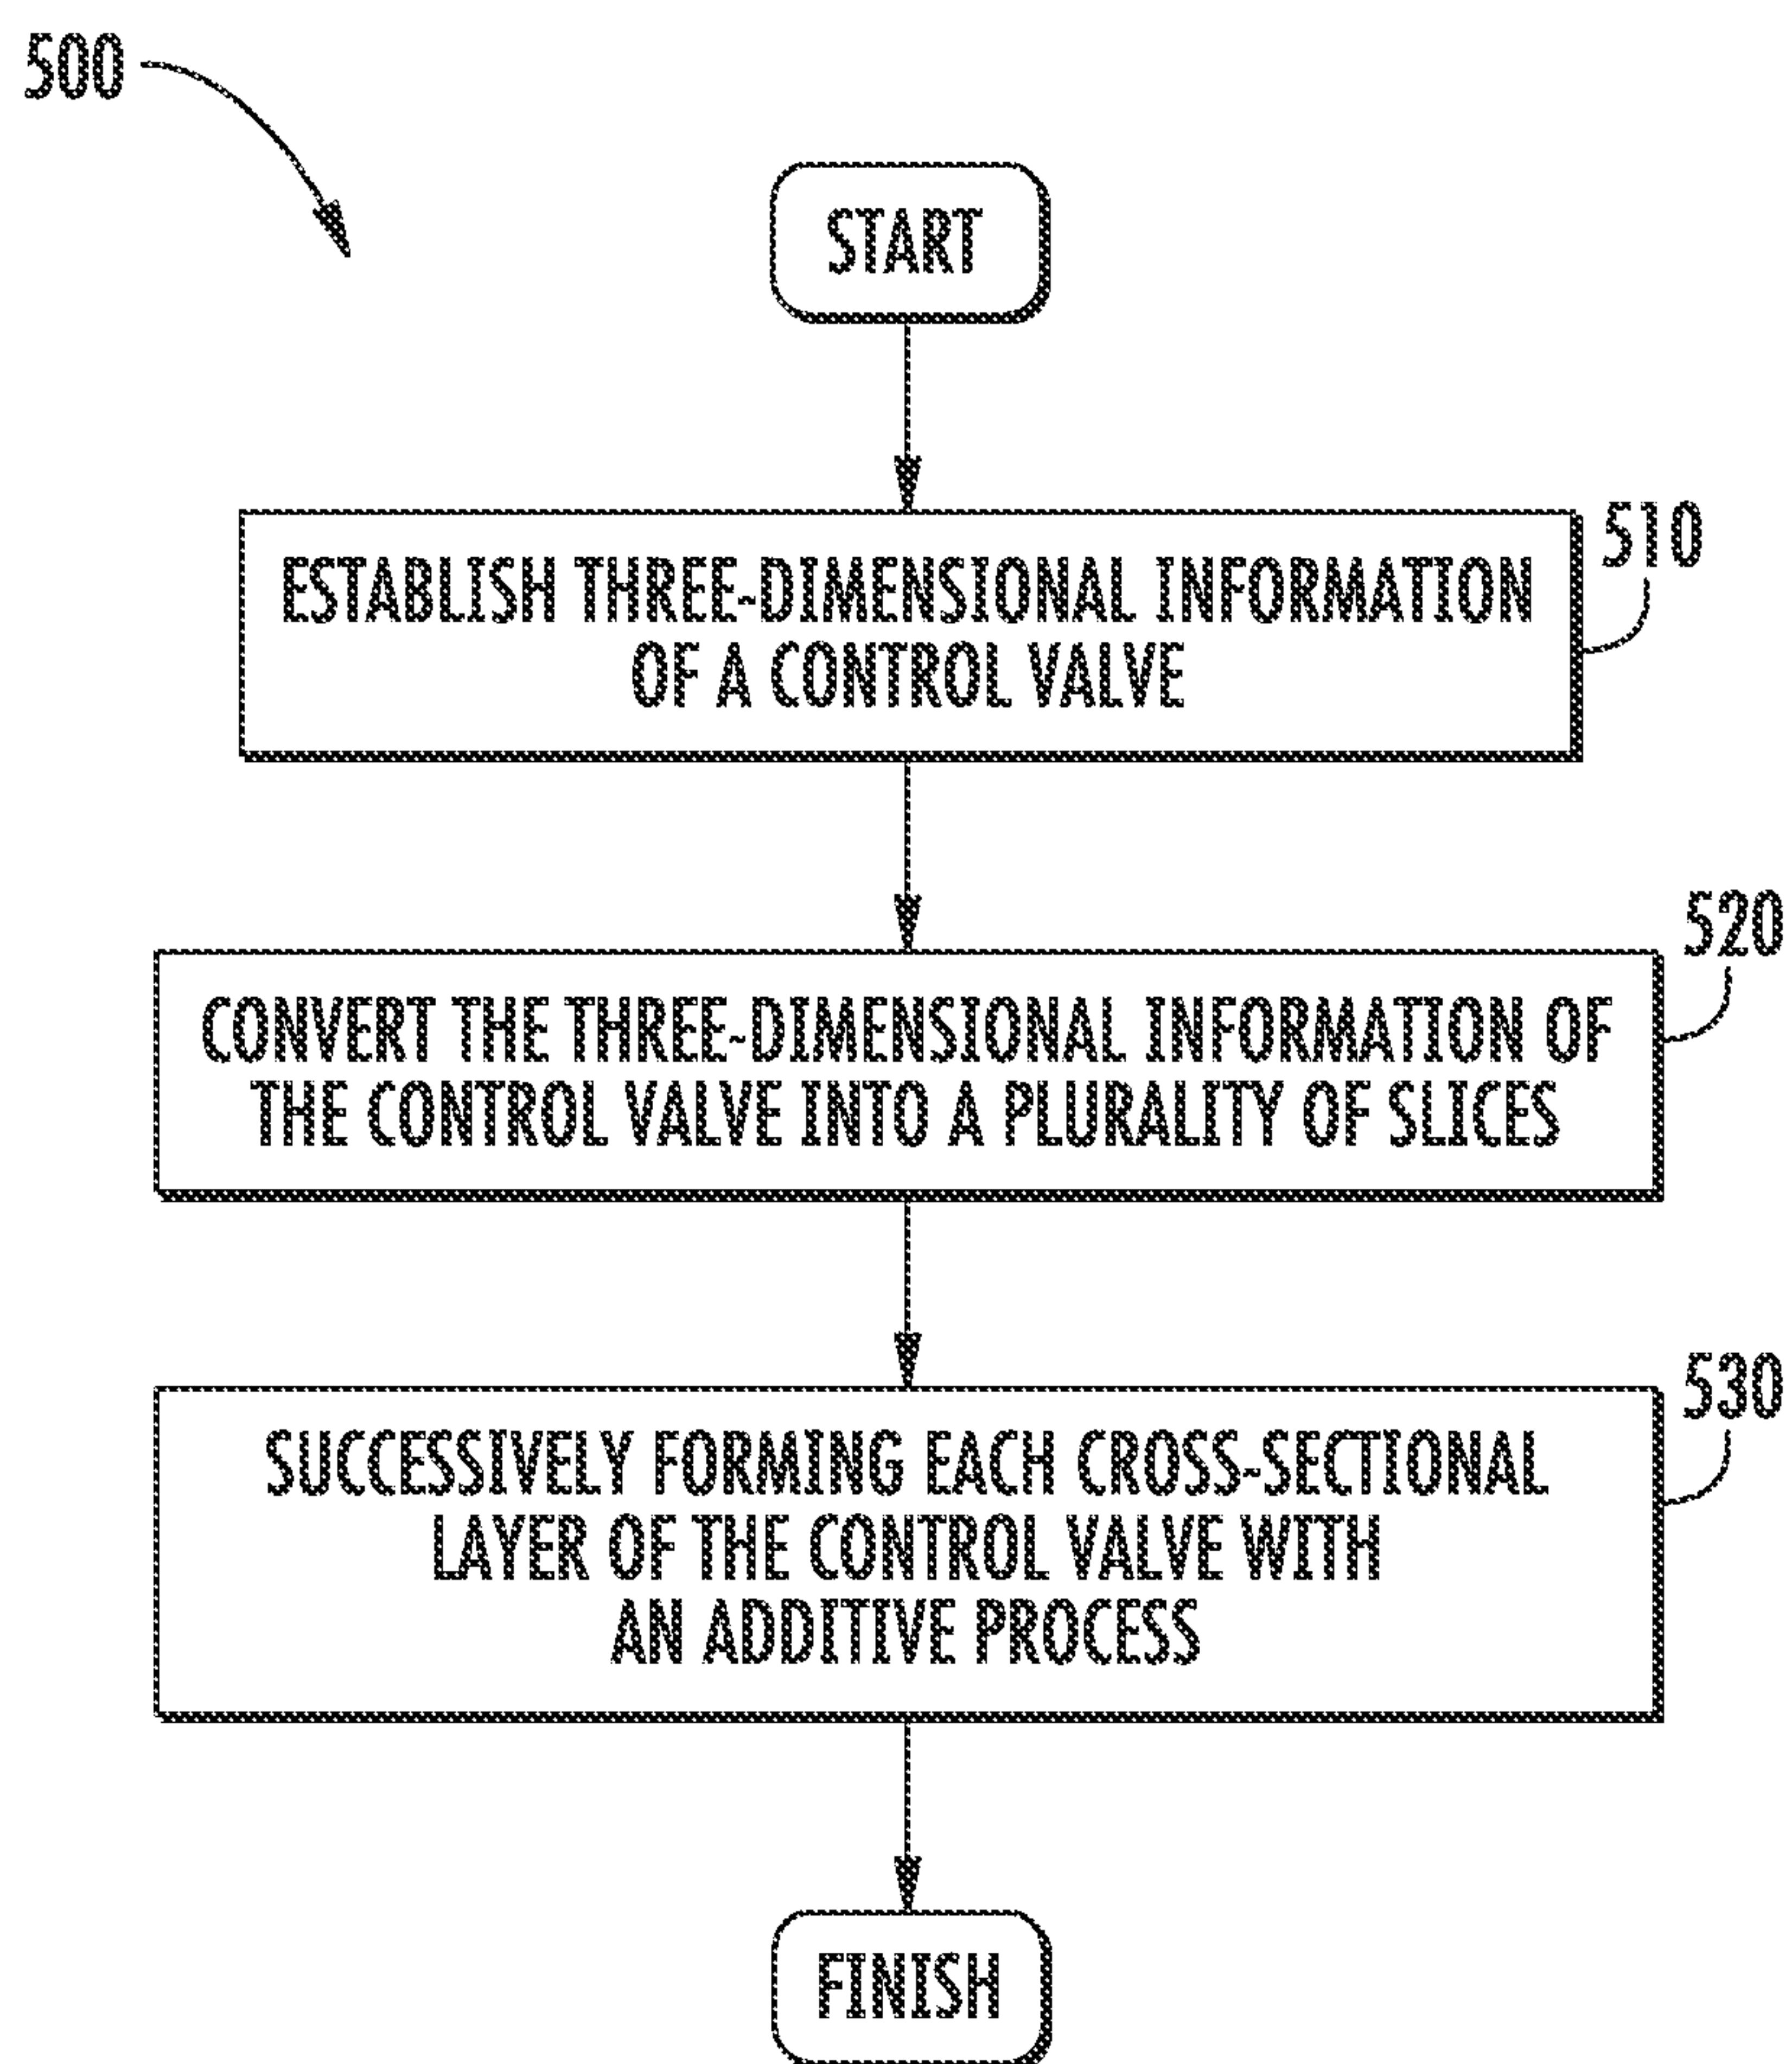 500
START
510
ESTABLISH THREE-DIMENSIONAL INFORMATION
OF A CONTROL VALVE
520
CONVERT THE THREE-DIMENSIONAL INFORMATION OF
THE CONTROL VALVE INTO A PLURALITY OF SLICES
530
SUCCESSIVELY FORMING EACH CROSS-SECTIONAL
LAYER OF THE CONTROL VALVE WITH
AN ADDITIVE PROCESS
FINISH